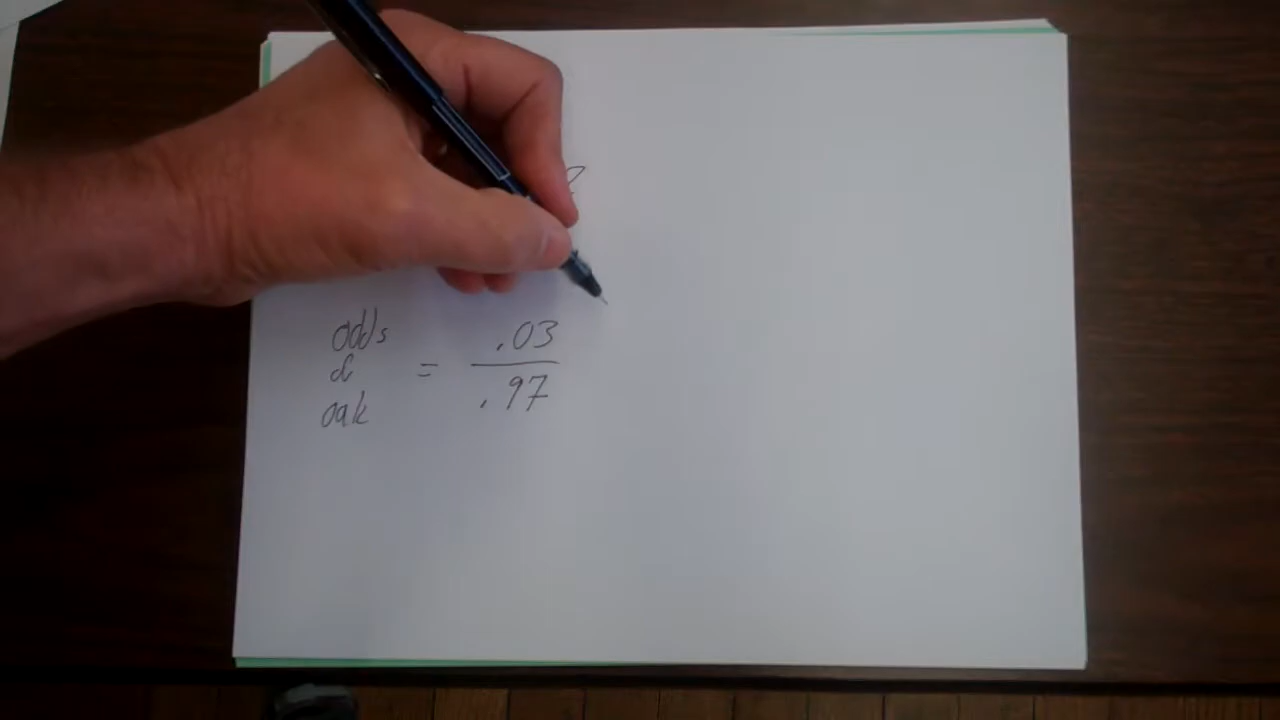 odds
of
oak
= .03
.97